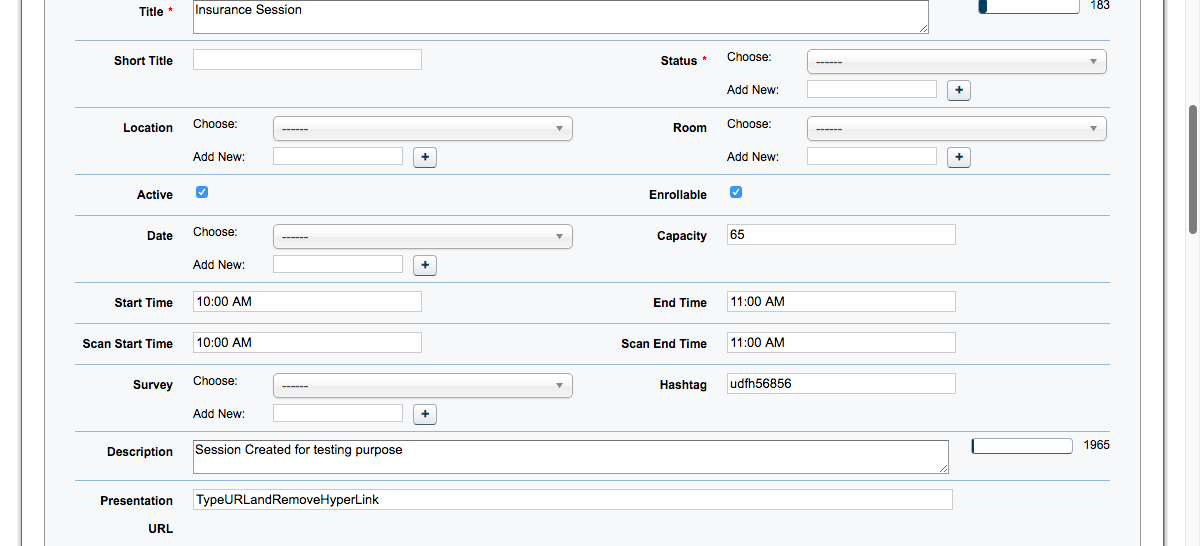 Title * Insurance Session 183
Short Title Status * Choose: ------
Add New: +
Location Choose: ------ Room Choose: ------
Add New: + Add New: +
Active Enrollable
Date Choose: ------ Capacity 65
Add New: +
Start Time 10:00 AM End Time 11:00 AM
Scan Start Time 10:00 AM Scan End Time 11:00 AM
Survey Choose: ------ Hashtag udfh56856
Add New: +
Description Session Created for testing purpose 1965
Presentation TypeURLandRemoveHyperLink
URL